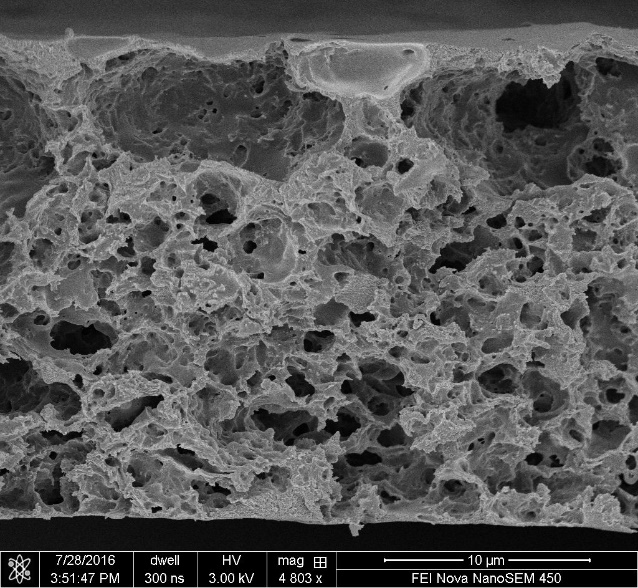 7/28/2016 dwell HV mag 10 µm
3:51:47 PM 300 ns 3.00 kV 4 803 x FEI Nova NanoSEM 450